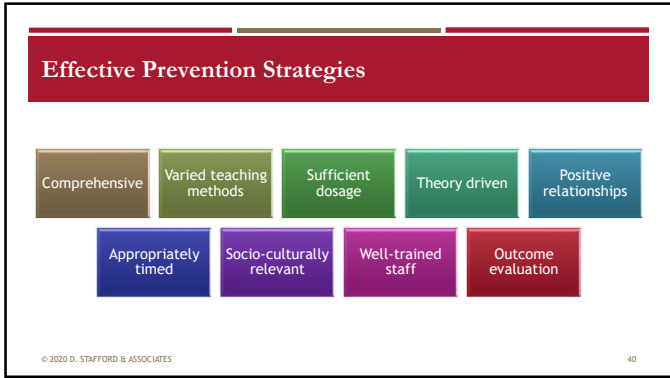 Effective Prevention Strategies
Comprehensive
Varied teaching
methods
Sufficient
dosage
Theory driven
Positive
relationships
Appropriately
timed
Socio-culturally
relevant
Well-trained
staff
Outcome
evaluation
© 2020 D. STAFFORD & ASSOCIATES
40